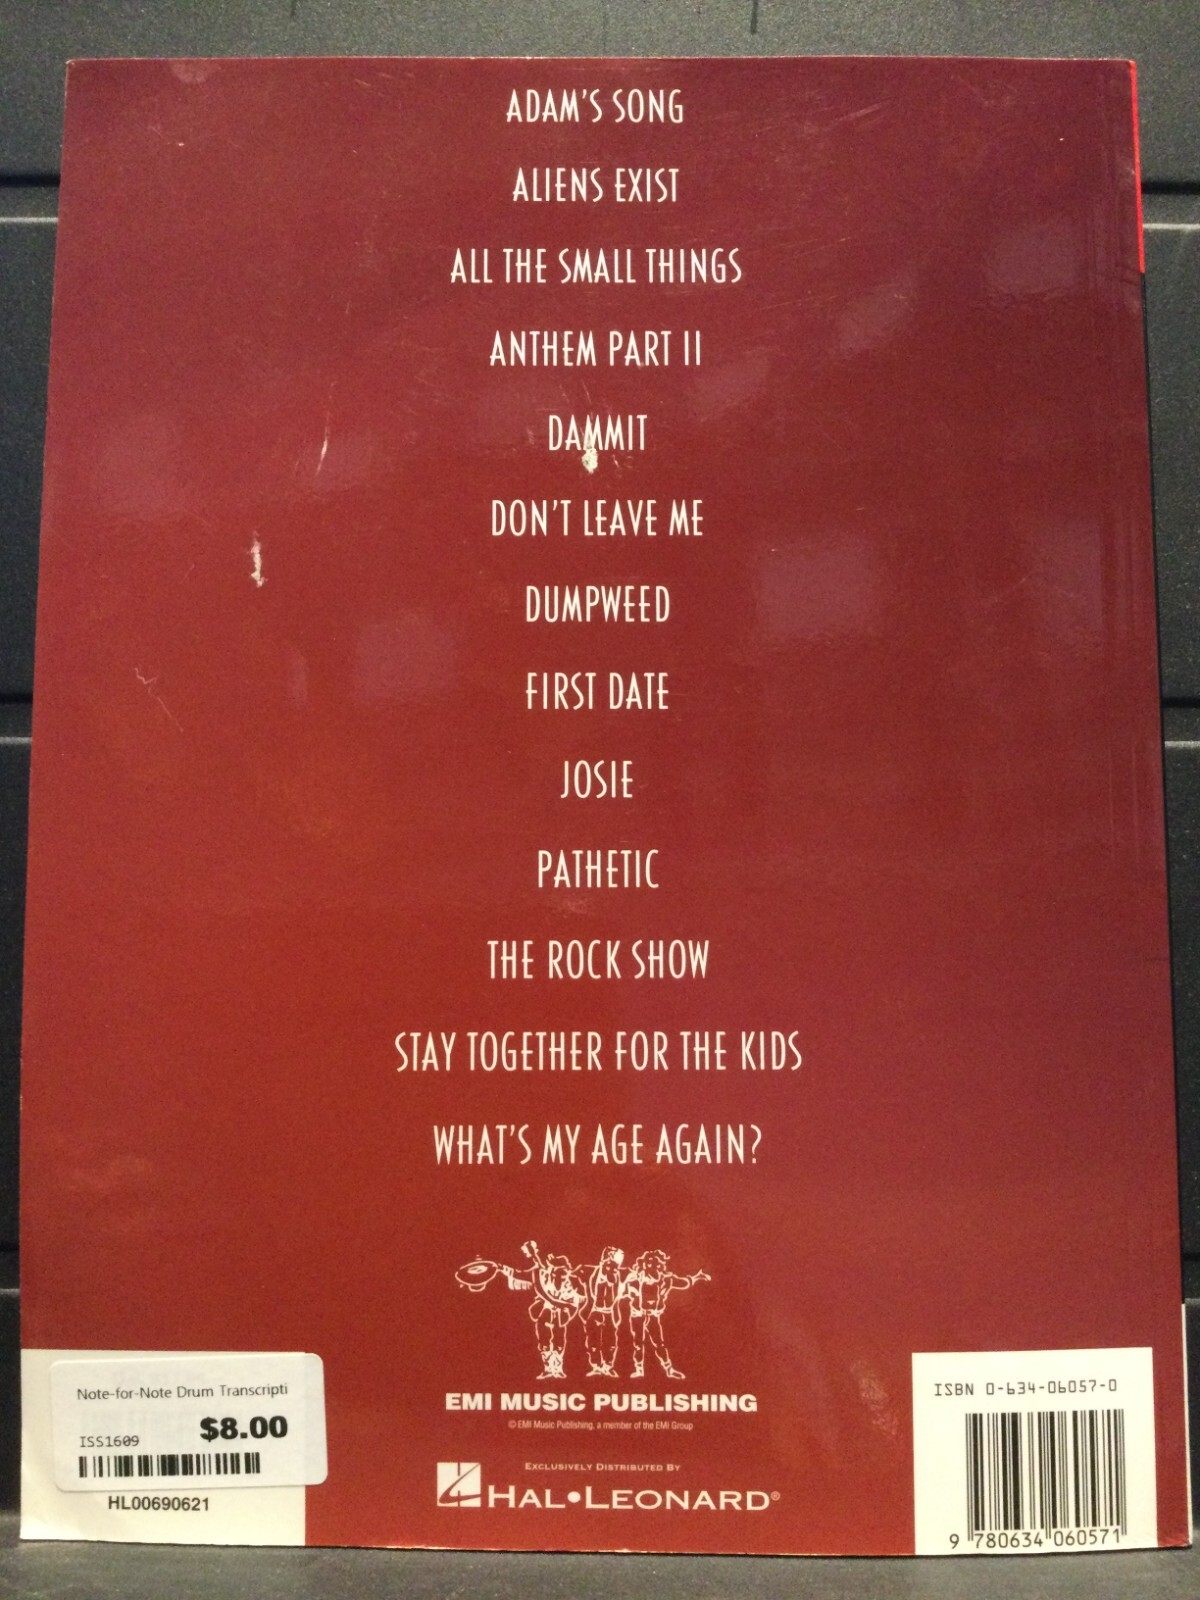 ADAM'S SONG
ALIENS EXIST
ALL THE SMALL THINGS
ANTHEM PART II
DAMMIT
DON'T LEAVE ME
DUMPWEED
FIRST DATE
JOSIE
PATHETIC
THE ROCK SHOW
STAY TOGETHER FOR THE KIDS
WHAT'S MY AGE AGAIN?
EMI MUSIC PUBLISHING
© EMI Music Publishing, a member of the EMI Group
EXCLUSIVELY DISTRIBUTED BY
HAL•LEONARD®
Note-for-Note Drum Transcripti
$8.00
ISS1609
HL00690621
ISBN 0-634-06057-0
9 780634 060571